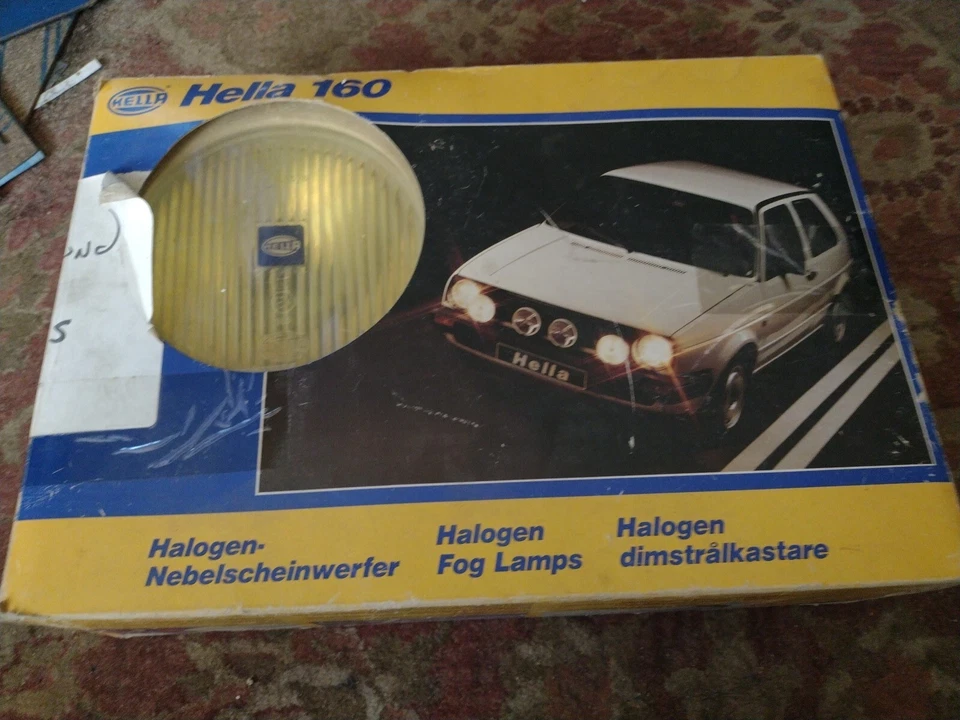 HELLA
Hella 160
HELLA
Hella
Halogen-
Nebelscheinwerfer
Halogen
Fog Lamps
Halogen
dimstrålkastare